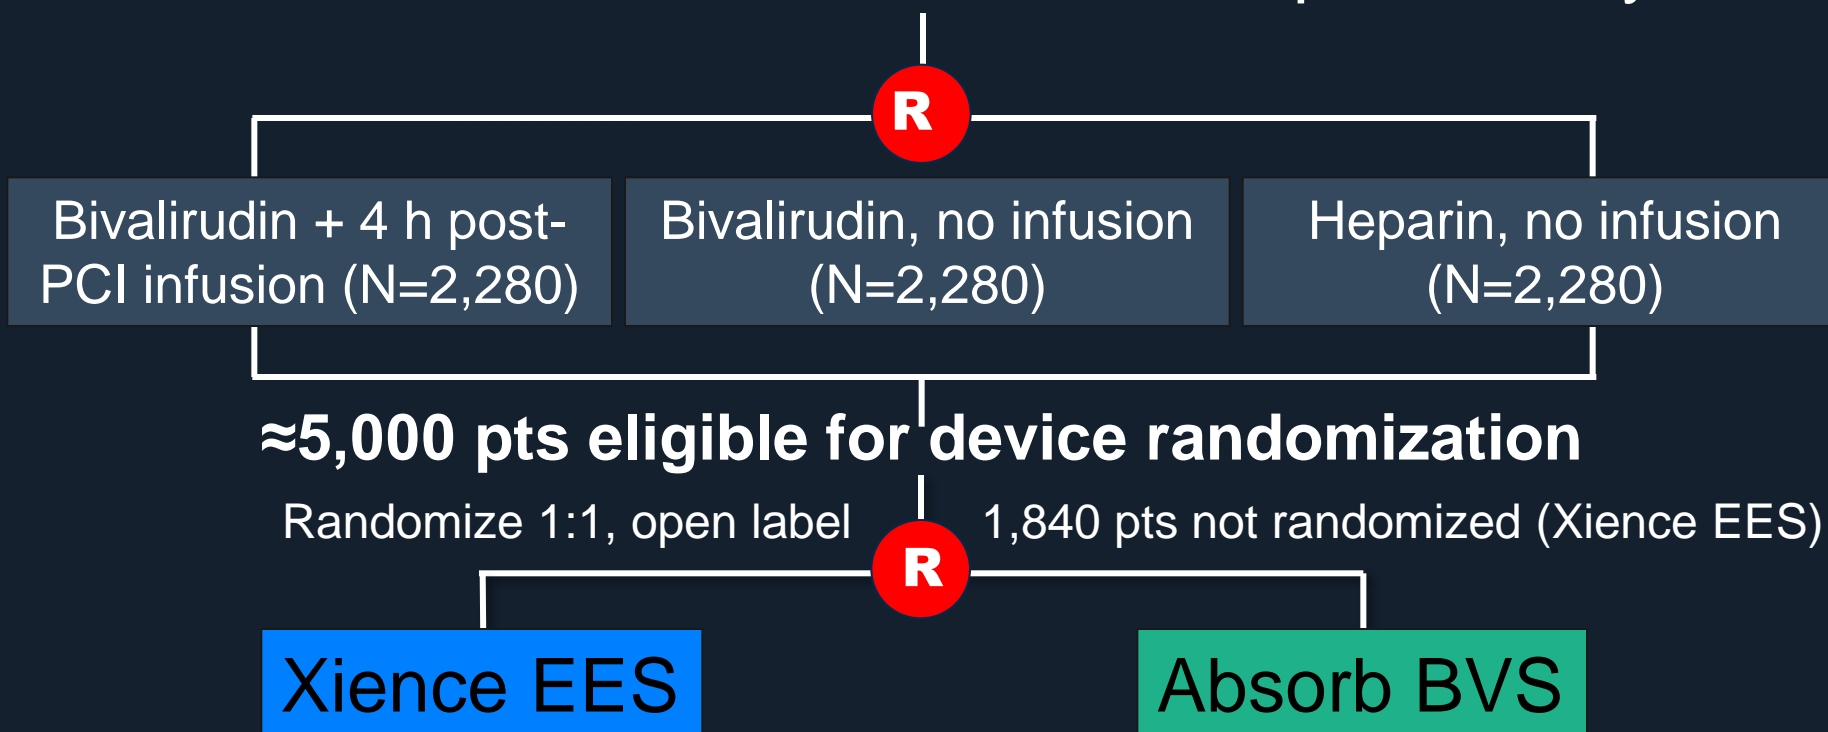 R
Bivalirudin + 4 h post-
PCI infusion (N=2,280)
Bivalirudin, no infusion
(N=2,280)
Heparin, no infusion
(N=2,280)
≈5,000 pts eligible for device randomization
Randomize 1:1, open label
1,840 pts not randomized (Xience EES)
R
Xience EES
Absorb BVS